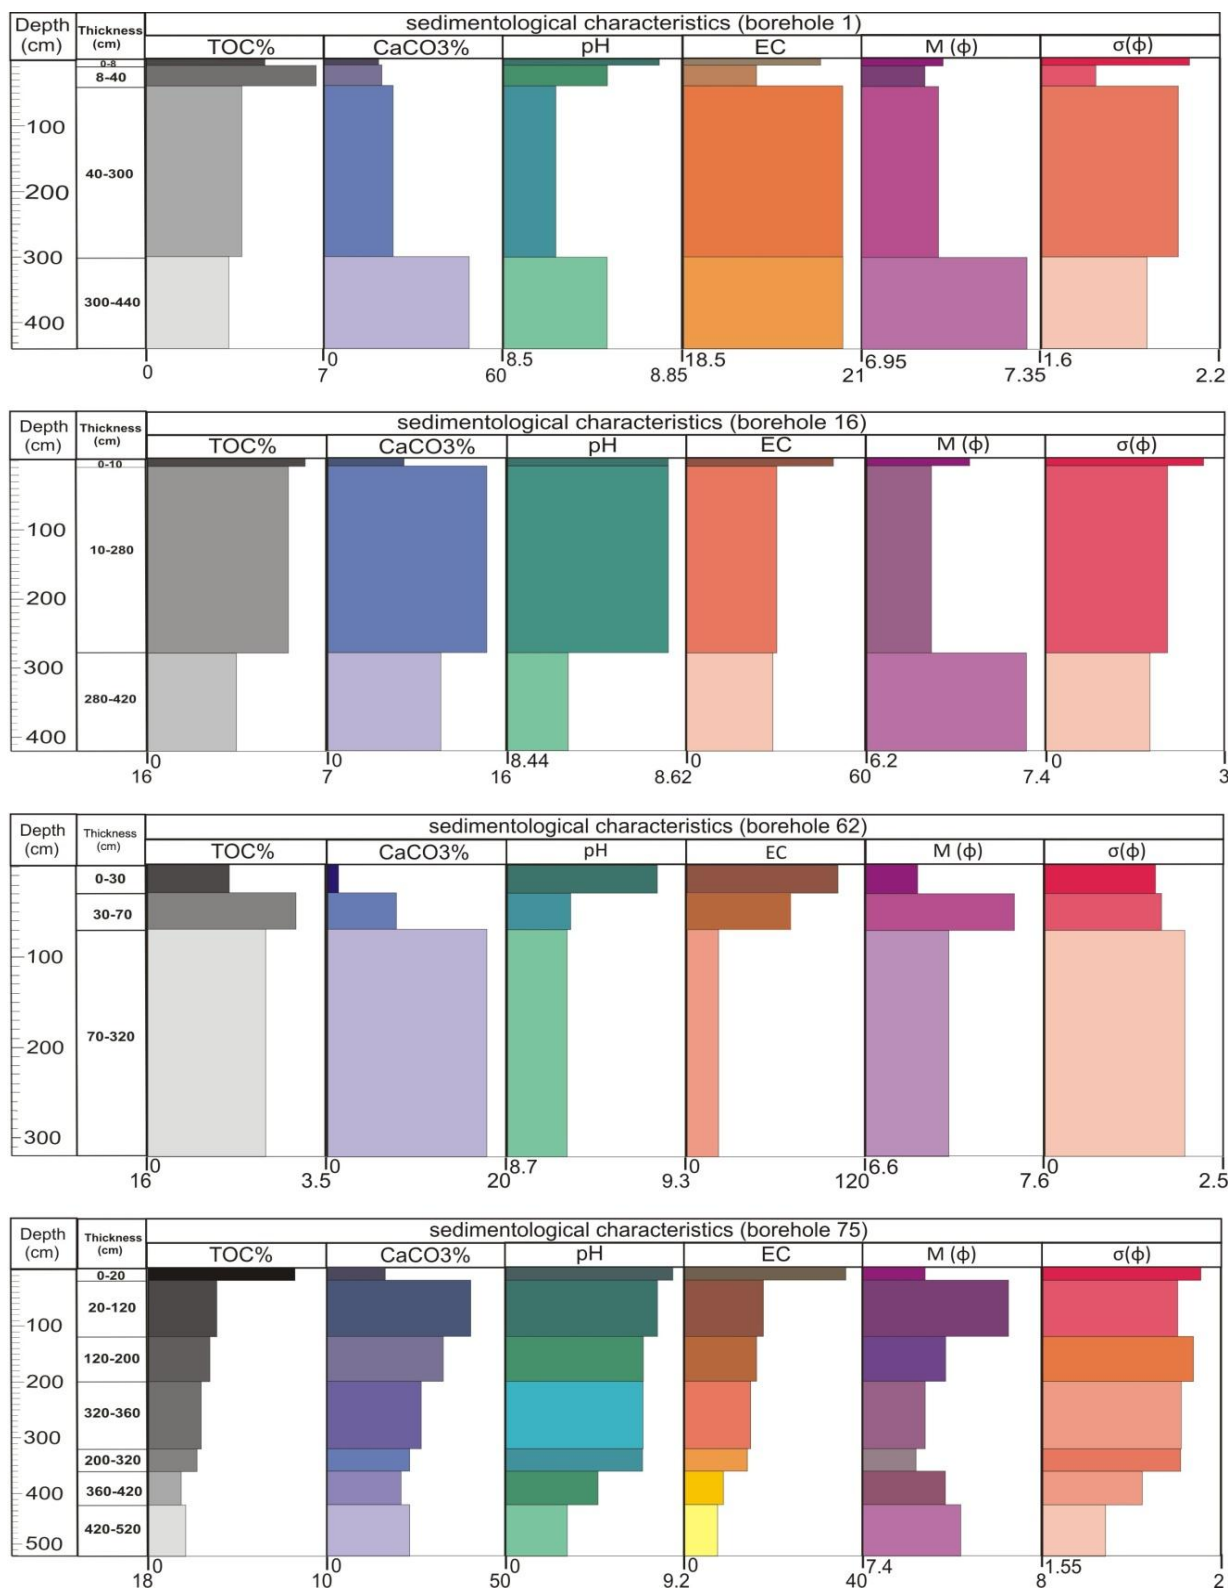 sedimentological characteristics (borehole 1)
Depth (cm) Thickness (cm) TOC% CaCO3% pH EC M (ϕ) σ(ϕ)
0-8
8-40
100
40-300
200
300
300-440
400
0 7 0 60 8.5 8.85 18.5 21 6.95 7.35 1.6 2.2
sedimentological characteristics (borehole 16)
Depth (cm) Thickness (cm) TOC% CaCO3% pH EC M (ϕ) σ(ϕ)
0-10
100
10-280
200
300
280-420
400
16 0 7 0 16 8.44 8.62 0 60 6.2 7.4 0 3
sedimentological characteristics (borehole 62)
Depth (cm) Thickness (cm) TOC% CaCO3% pH EC M (ϕ) σ(ϕ)
0-30
30-70
100
70-320
200
300
16 0 3.5 0 20 8.7 9.3 0 120 6.6 7.6 0 2.5
sedimentological characteristics (borehole 75)
Depth (cm) Thickness (cm) TOC% CaCO3% pH EC M (ϕ) σ(ϕ)
0-20
20-120
100
120-200
200
320-360
300
200-320
360-420
400
420-520
500
18 10 0 50 0 9.2 0 40 7.4 8 1.55 2